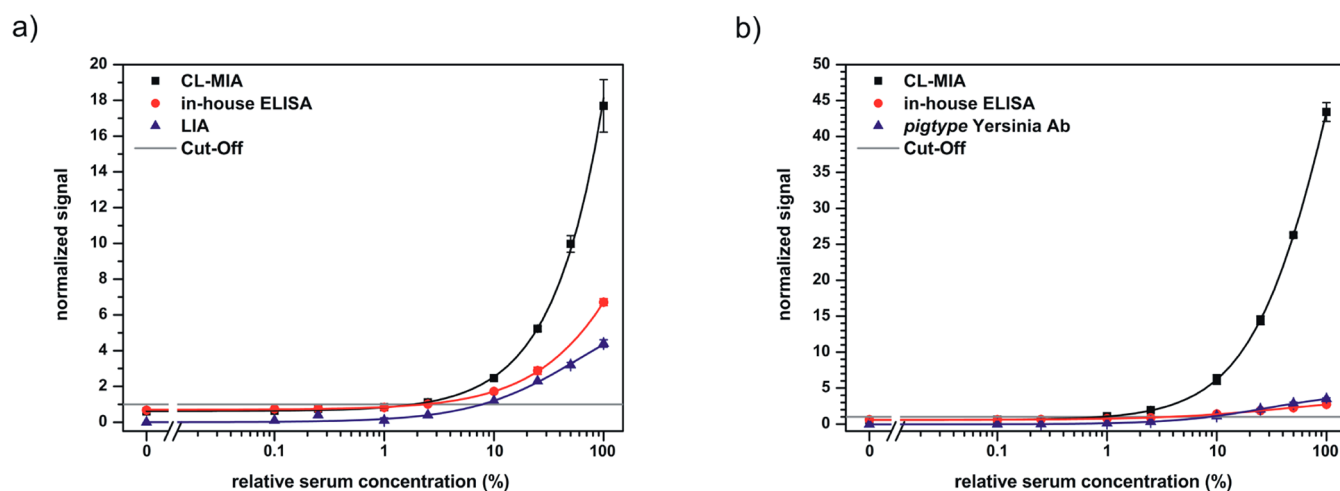 a)
20
18
16
14
12
10
8
6
4
2
0
normalized signal
CL-MIA
in-house ELISA
LIA
Cut-Off
0 0.1 1 10 100
relative serum concentration (%)
b)
50
45
40
35
30
25
20
15
10
5
0
normalized signal
CL-MIA
in-house ELISA
pigtype Yersinia Ab
Cut-Off
0 0.1 1 10 100
relative serum concentration (%)